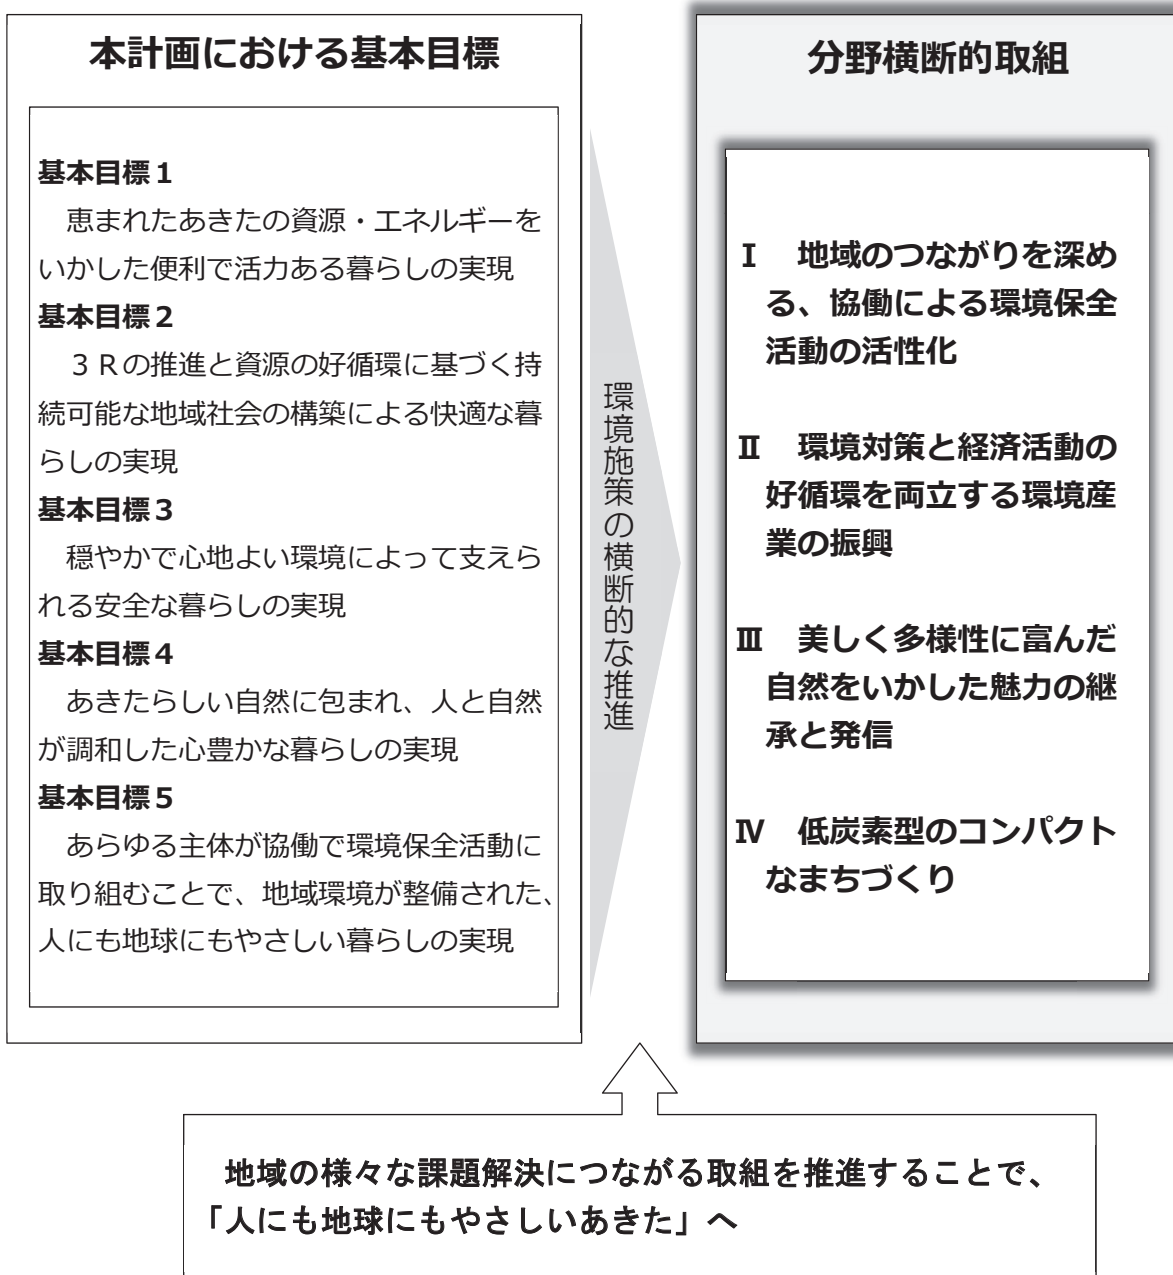 本計画における基本目標
基本目標１
恵まれたあきたの資源・エネルギーを
いかした便利で活力ある暮らしの実現
基本目標２
３Ｒの推進と資源の好循環に基づく持
続可能な地域社会の構築による快適な暮
らしの実現
基本目標３
穏やかで心地よい環境によって支えら
れる安全な暮らしの実現
基本目標４
あきたらしい自然に包まれ、人と自然
が調和した心豊かな暮らしの実現
基本目標５
あらゆる主体が協働で環境保全活動に
取り組むことで、地域環境が整備された、
人にも地球にもやさしい暮らしの実現
環境施策の横断的な推進
分野横断的取組
Ⅰ　地域のつながりを深め
る、協働による環境保全
活動の活性化
Ⅱ　環境対策と経済活動の
好循環を両立する環境産
業の振興
Ⅲ　美しく多様性に富んだ
自然をいかした魅力の継
承と発信
Ⅳ　低炭素型のコンパクト
なまちづくり
地域の様々な課題解決につながる取組を推進することで、
「人にも地球にもやさしいあきた」へ